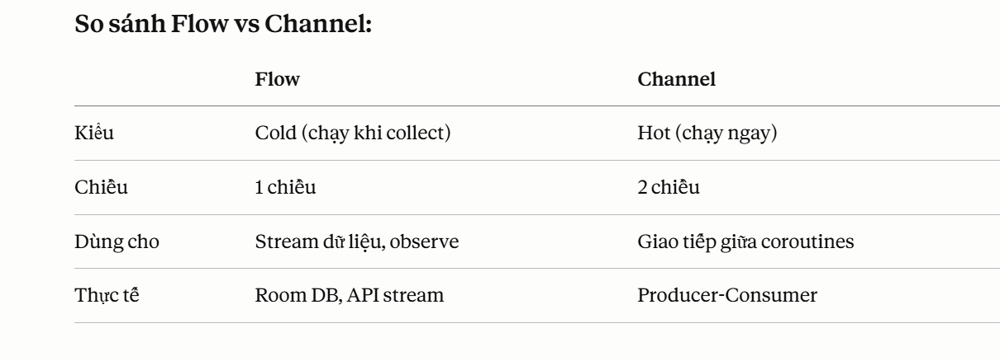 So sánh Flow vs Channel:
Flow Channel
Kiểu Cold (chạy khi collect) Hot (chạy ngay)
Chiều 1 chiều 2 chiều
Dùng cho Stream dữ liệu, observe Giao tiếp giữa coroutines
Thực tế Room DB, API stream Producer-Consumer